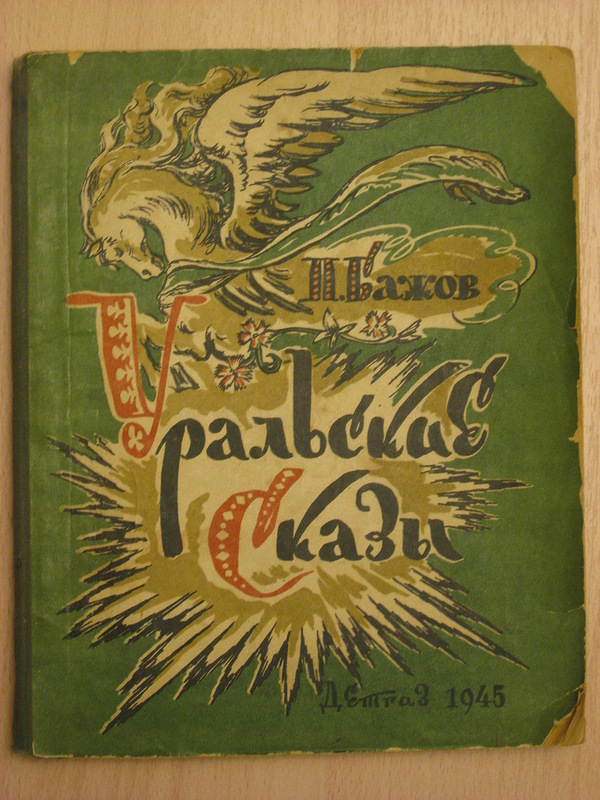 П. Бажов
Уральские
Сказы
Детгиз 1945